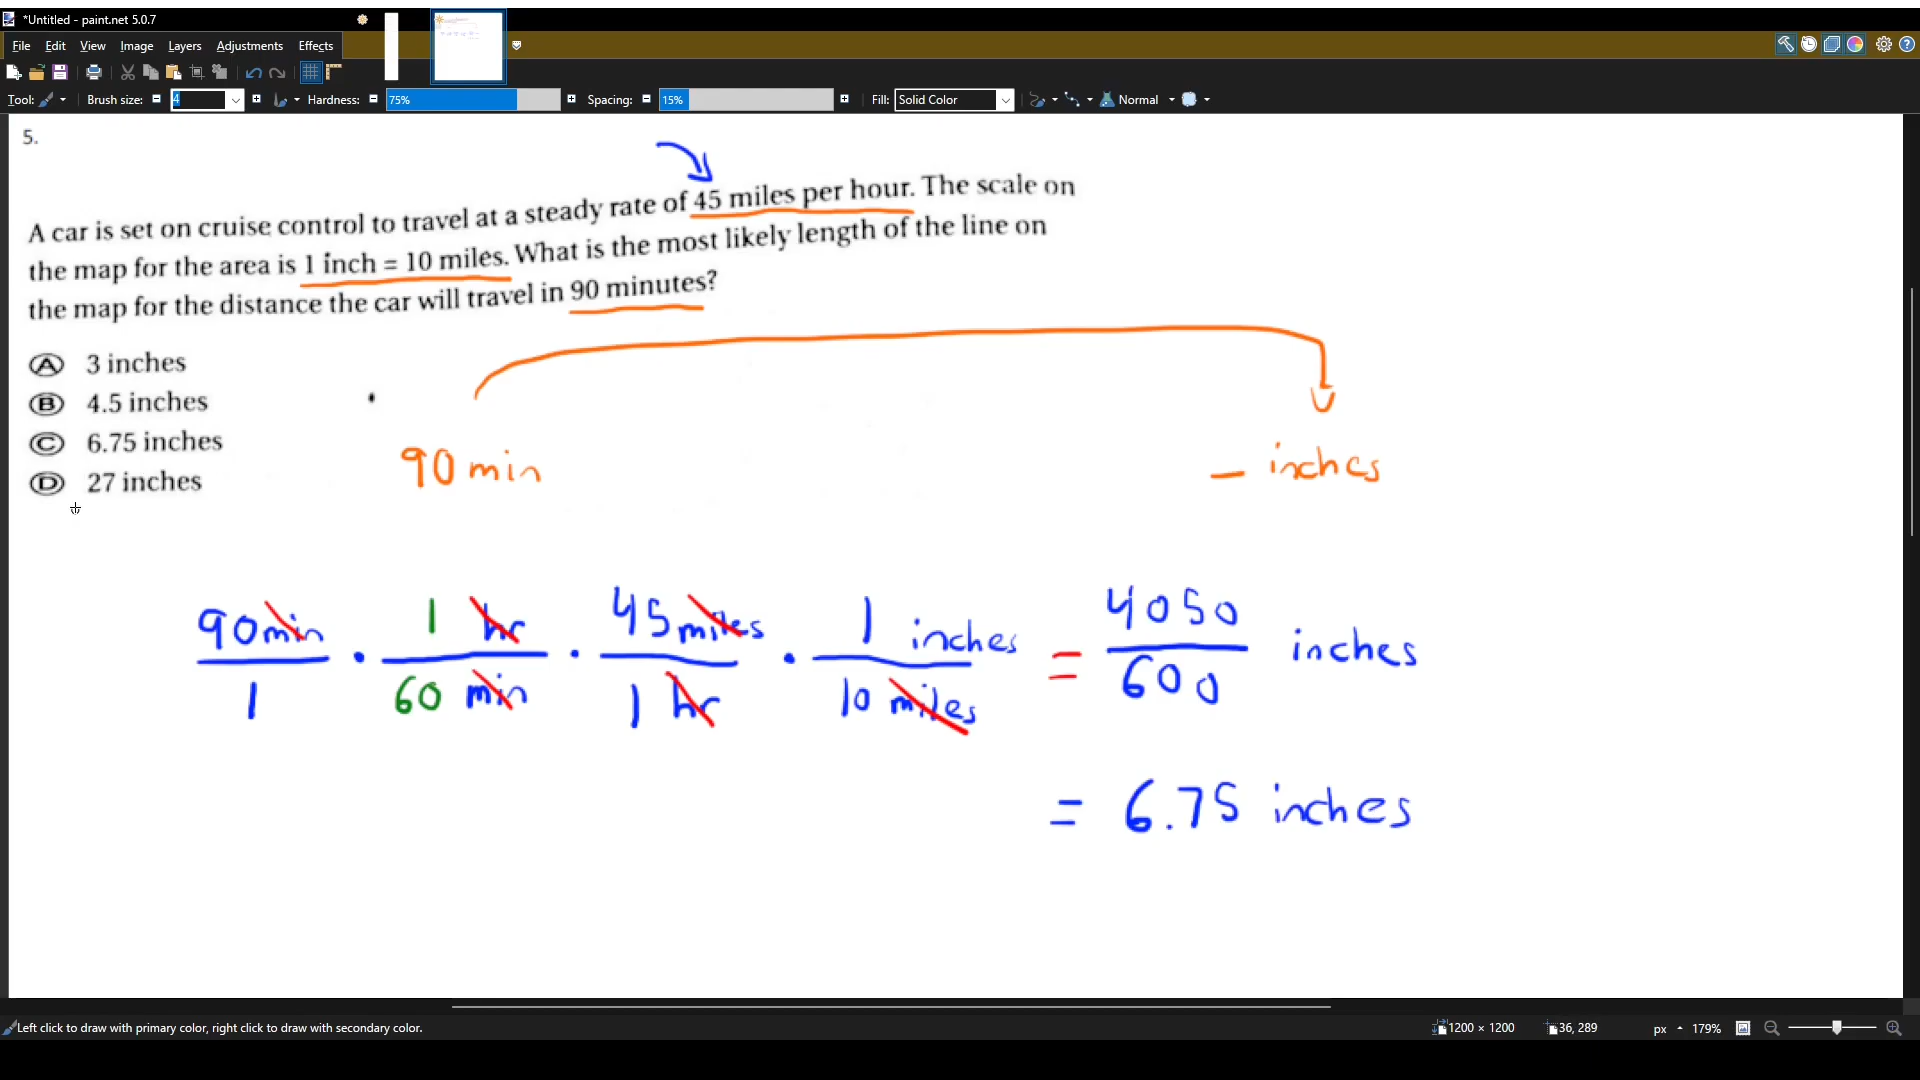 *Untitled - paint.net 5.0.7
File Edit View Image Layers Adjustments Effects
Tool: Brush size: 4 Hardness: 75% Spacing: 15% Fill: Solid Color Normal
5.
A car is set on cruise control to travel at a steady rate of 45 miles per hour. The scale on
the map for the area is 1 inch = 10 miles. What is the most likely length of the line on
the map for the distance the car will travel in 90 minutes?
A 3 inches
B 4.5 inches
C 6.75 inches
D 27 inches
90 min _ inches
90 min / 1 · 1 hr / 60 min · 45 miles / 1 hr · 1 inches / 10 miles = 4050 / 600 inches
= 6.75 inches
Left click to draw with primary color, right click to draw with secondary color. 1200 × 1200 36, 289 px 179%